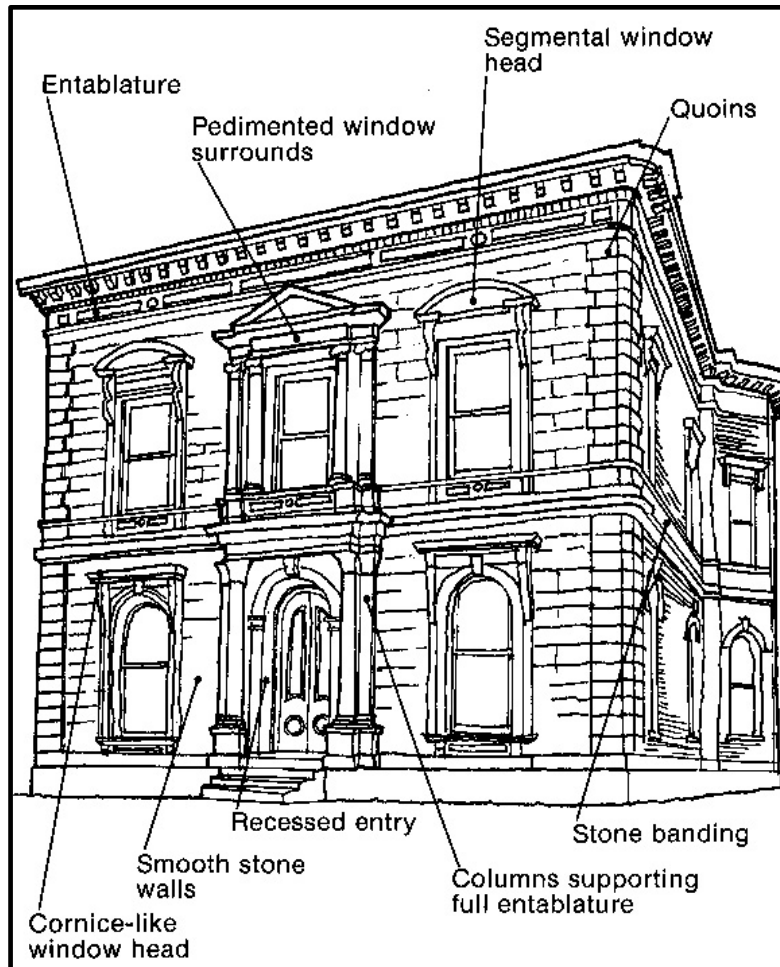 Segmental window
head
Entablature
Quoins
Pedimented window
surrounds
Recessed entry
Stone banding
Smooth stone
walls
Columns supporting
full entablature
Cornice-like
window head